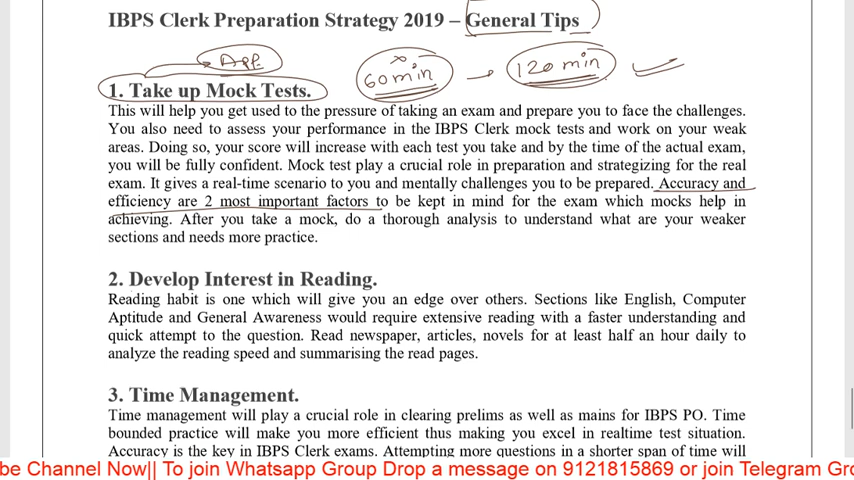 IBPS Clerk Preparation Strategy 2019 – General Tips
App
60 min → 120 min
1. Take up Mock Tests.
This will help you get used to the pressure of taking an exam and prepare you to face the challenges.
You also need to assess your performance in the IBPS Clerk mock tests and work on your weak
areas. Doing so, your score will increase with each test you take and by the time of the actual exam,
you will be fully confident. Mock test play a crucial role in preparation and strategizing for the real
exam. It gives a real-time scenario to you and mentally challenges you to be prepared. Accuracy and
efficiency are 2 most important factors to be kept in mind for the exam which mocks help in
achieving. After you take a mock, do a thorough analysis to understand what are your weaker
sections and needs more practice.
2. Develop Interest in Reading.
Reading habit is one which will give you an edge over others. Sections like English, Computer
Aptitude and General Awareness would require extensive reading with a faster understanding and
quick attempt to the question. Read newspaper, articles, novels for at least half an hour daily to
analyze the reading speed and summarising the read pages.
3. Time Management.
Time management will play a crucial role in clearing prelims as well as mains for IBPS PO. Time
bounded practice will make you more efficient thus making you excel in realtime test situation.
Accuracy is the key in IBPS Clerk exams. Attempting more questions in a shorter span of time will
be Channel Now|| To join Whatsapp Group Drop a message on 9121815869 or join Telegram Gro